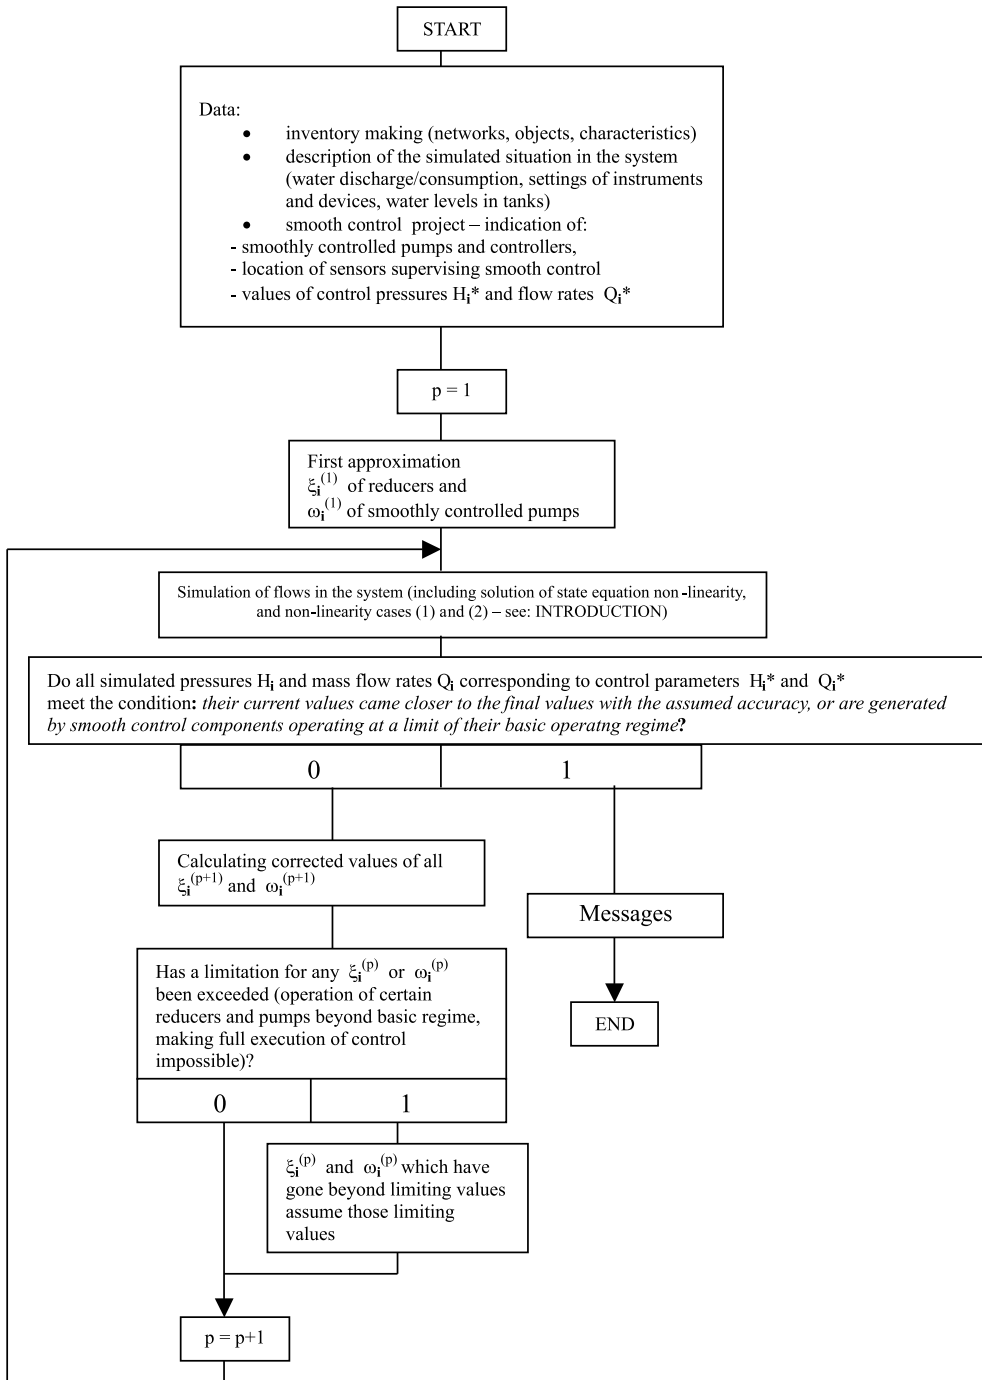 START
Data:
• inventory making (networks, objects, characteristics)
• description of the simulated situation in the system
(water discharge/consumption, settings of instruments
and devices, water levels in tanks)
• smooth control project – indication of:
- smoothly controlled pumps and controllers,
- location of sensors supervising smooth control
- values of control pressures Hi* and flow rates Qi*
p = 1
First approximation
ξi(1) of reducers and
ωi(1) of smoothly controlled pumps
Simulation of flows in the system (including solution of state equation non -linearity,
and non-linearity cases (1) and (2) – see: INTRODUCTION)
Do all simulated pressures Hi and mass flow rates Qi corresponding to control parameters Hi* and Qi*
meet the condition: their current values came closer to the final values with the assumed accuracy, or are generated
by smooth control components operating at a limit of their basic operatng regime?
0 1
Calculating corrected values of all
ξi(p+1) and ωi(p+1)
Messages
Has a limitation for any ξi(p) or ωi(p)
been exceeded (operation of certain
reducers and pumps beyond basic regime,
making full execution of control
impossible)?
END
0 1
ξi(p) and ωi(p) which have
gone beyond limiting values
assume those limiting
values
p = p+1